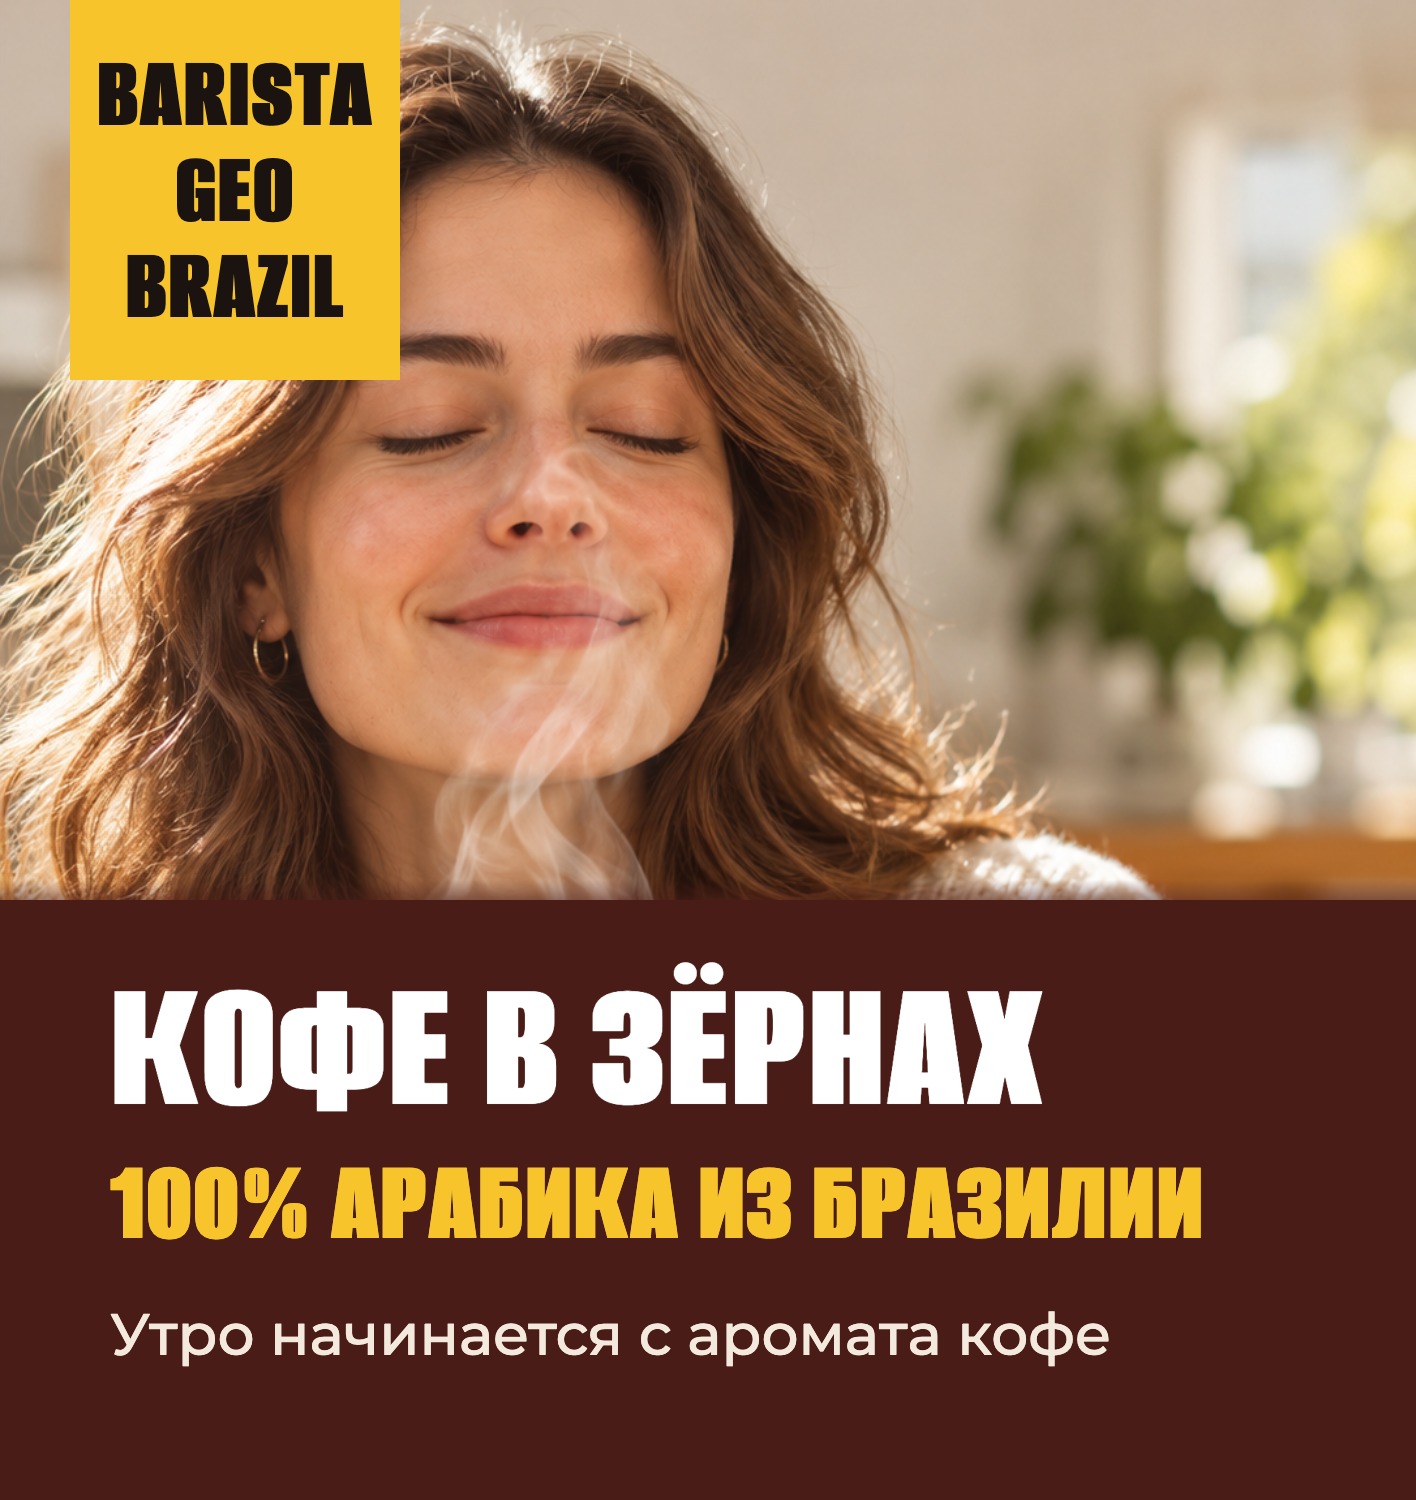 BARISTA
GEO
BRAZIL
КОФЕ В ЗЁРНАХ
100% АРАБИКА ИЗ БРАЗИЛИИ
Утро начинается с аромата кофе